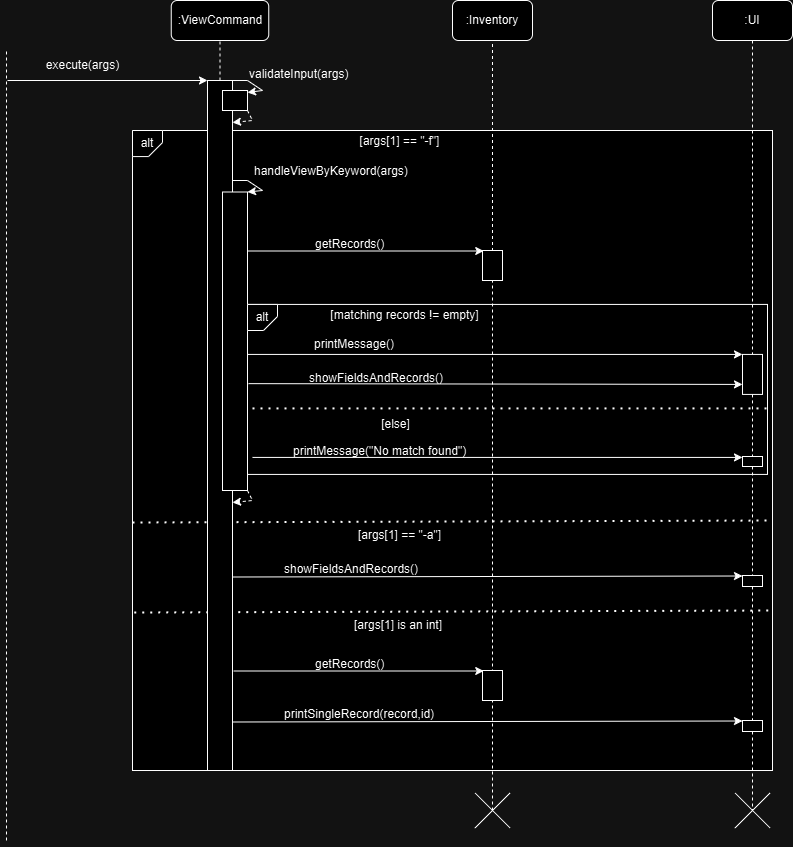 :ViewCommand
:Inventory
:UI
execute(args)
validateInput(args)
alt
[args[1] == "-f"]
handleViewByKeyword(args)
getRecords()
alt
[matching records != empty]
printMessage()
showFieldsAndRecords()
[else]
printMessage("No match found")
[args[1] == "-a"]
showFieldsAndRecords()
[args[1] is an int]
getRecords()
printSingleRecord(record,id)